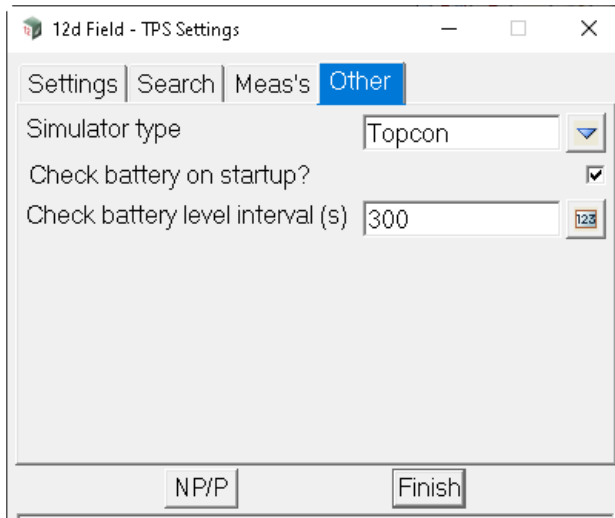 12d Field - TPS Settings
Settings Search Meas's Other
Simulator type Topcon
Check battery on startup?
Check battery level interval (s) 300 123
NP/P Finish